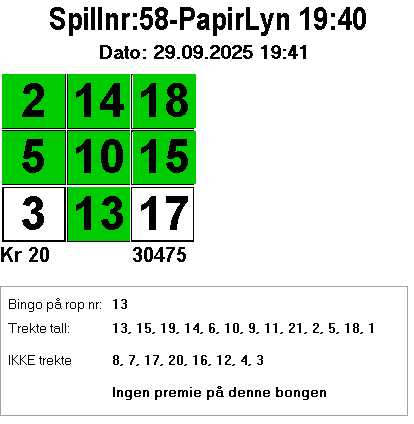 Spillnr:58-PapirLyn 19:40
Dato: 29.09.2025 19:41
2 14 18
5 10 15
3 13 17
Kr 20 30475
Bingo på rop nr: 13
Trekte tall: 13, 15, 19, 14, 6, 10, 9, 11, 21, 2, 5, 18, 1
IKKE trekte 8, 7, 17, 20, 16, 12, 4, 3
Ingen premie på denne bongen